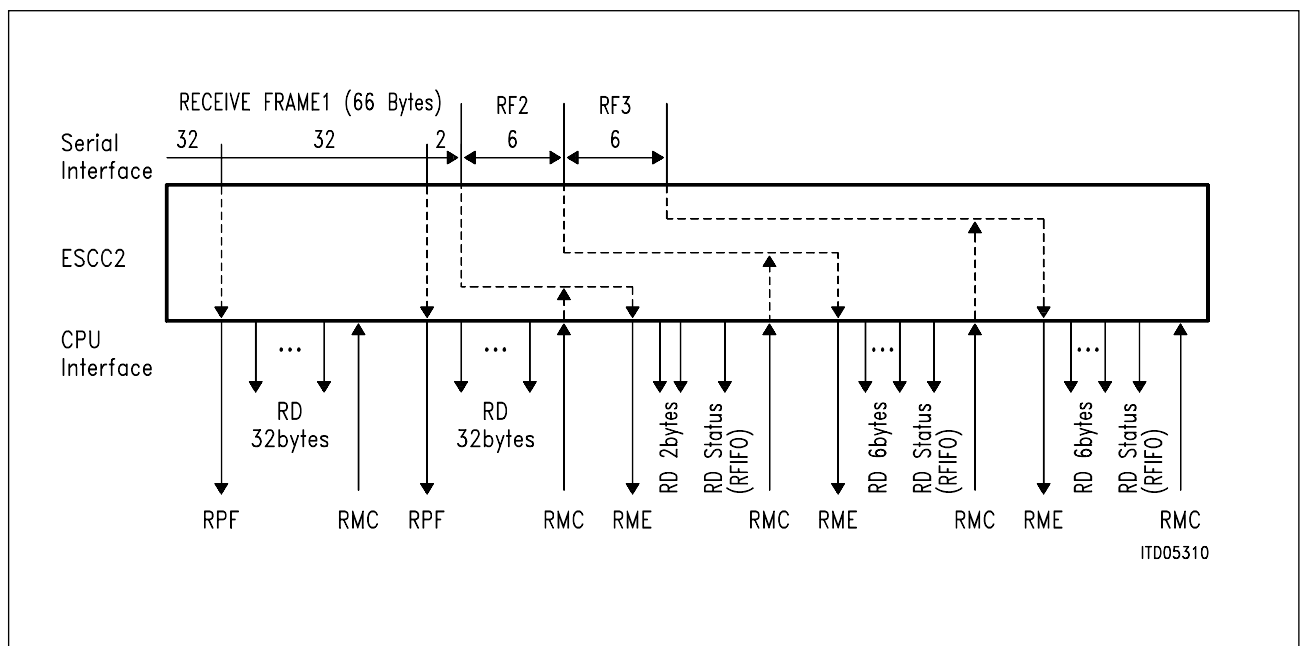 RECEIVE FRAME1 (66 Bytes) RF2 RF3
Serial Interface
32 32 2 6 6
ESCC2
CPU Interface
... ... ... ...
RD 32bytes
RD 32bytes
RD 2bytes
RD Status (RFIFO)
RD 6bytes
RD Status (RFIFO)
RD 6bytes
RD Status (RFIFO)
RPF RMC RPF RMC RME RMC RME RMC RME RMC
ITD05310